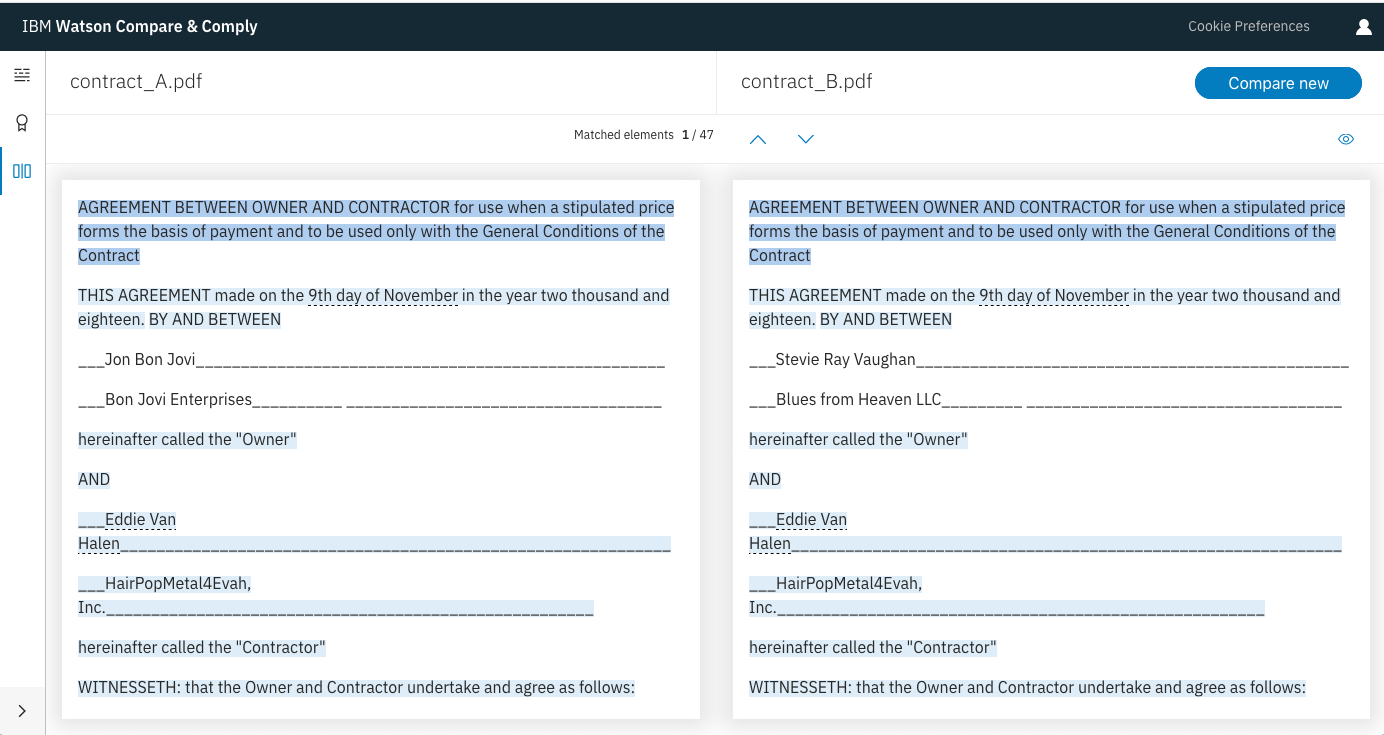 IBM Watson Compare & Comply
Cookie Preferences
contract_A.pdf
contract_B.pdf
Compare new
Matched elements 1 / 47
AGREEMENT BETWEEN OWNER AND CONTRACTOR for use when a stipulated price
forms the basis of payment and to be used only with the General Conditions of the
Contract
THIS AGREEMENT made on the 9th day of November in the year two thousand and
eighteen. BY AND BETWEEN
___Jon Bon Jovi____________________________________________________
___Bon Jovi Enterprises__________ ___________________________________
hereinafter called the "Owner"
AND
___Eddie Van
Halen_____________________________________________________________
___HairPopMetal4Evah,
Inc.______________________________________________________
hereinafter called the "Contractor"
WITNESSETH: that the Owner and Contractor undertake and agree as follows:
AGREEMENT BETWEEN OWNER AND CONTRACTOR for use when a stipulated price
forms the basis of payment and to be used only with the General Conditions of the
Contract
THIS AGREEMENT made on the 9th day of November in the year two thousand and
eighteen. BY AND BETWEEN
___Stevie Ray Vaughan________________________________________________
___Blues from Heaven LLC_________ ___________________________________
hereinafter called the "Owner"
AND
___Eddie Van
Halen_____________________________________________________________
___HairPopMetal4Evah,
Inc.______________________________________________________
hereinafter called the "Contractor"
WITNESSETH: that the Owner and Contractor undertake and agree as follows: